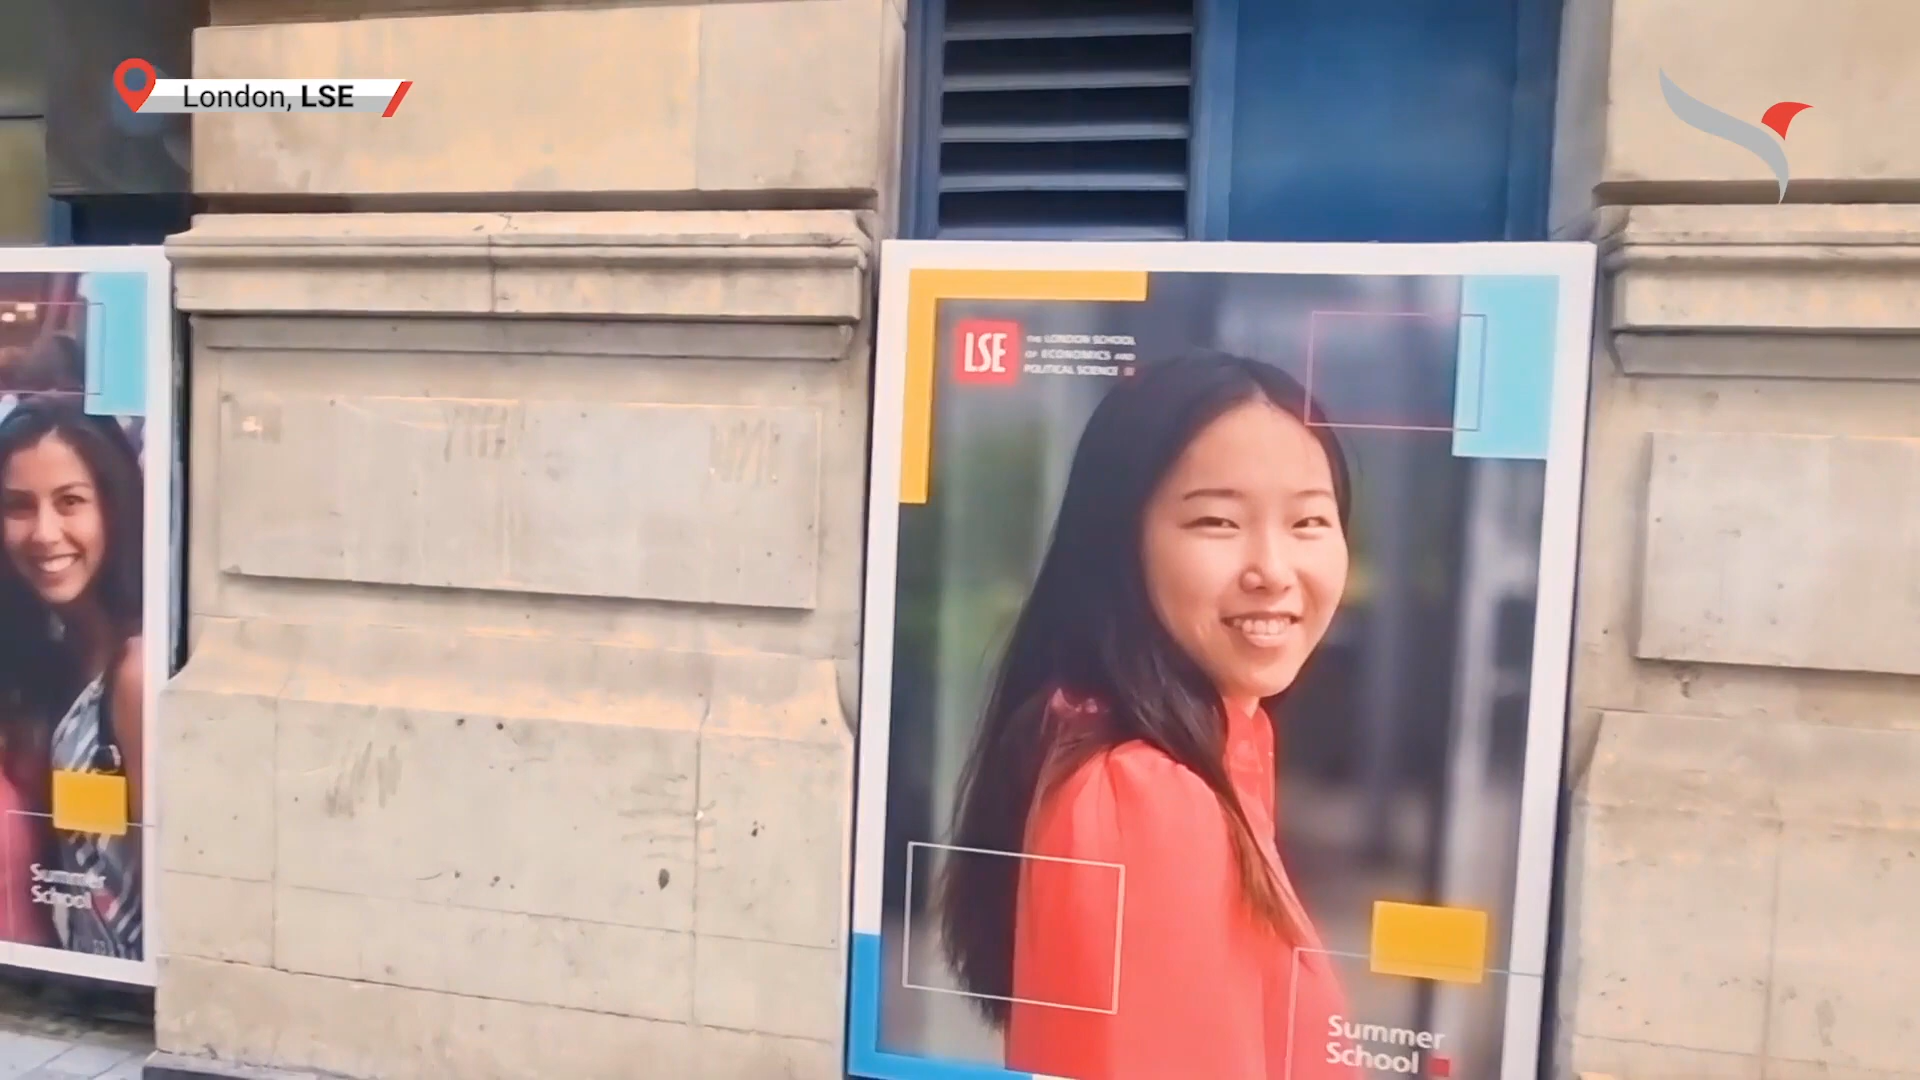 London, LSE
LSE
THE LONDON SCHOOL
OF ECONOMICS AND
POLITICAL SCIENCE
Summer
School
Summer
School